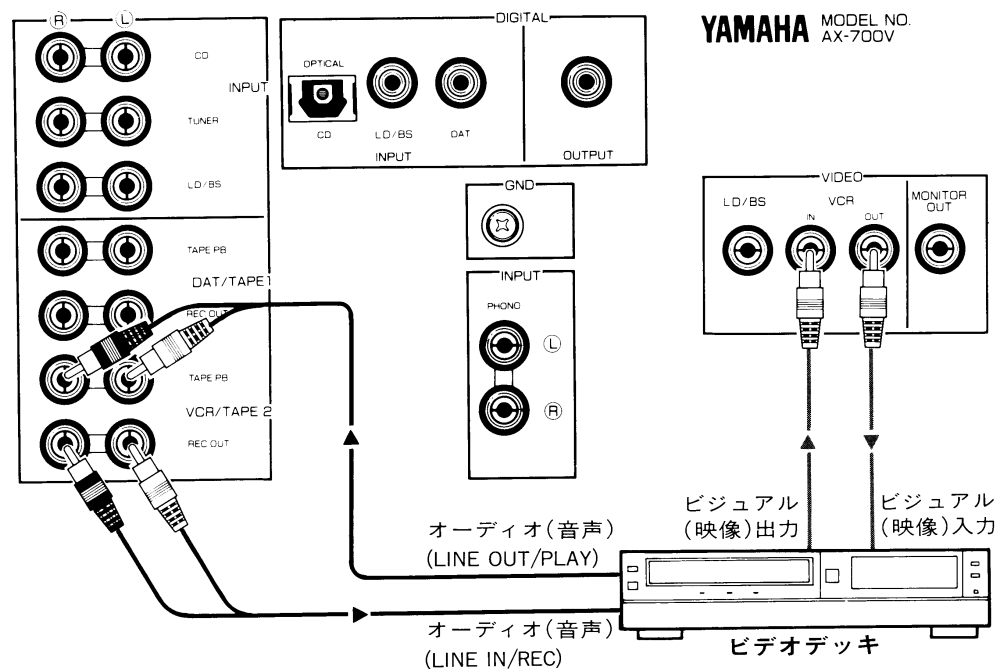 Ⓡ Ⓛ
CD
INPUT
TUNER
LD/BS
TAPE PB
DAT/TAPE 1
REC OUT
TAPE PB
VCR/TAPE 2
REC OUT
DIGITAL
OPTICAL
CD
LD/BS
DAT
INPUT
OUTPUT
GND
INPUT
PHONO
Ⓛ
Ⓡ
YAMAHA MODEL NO.
AX-700V
VIDEO
LD/BS
VCR
IN
OUT
MONITOR
OUT
ビジュアル
(映像)出力
ビジュアル
(映像)入力
オーディオ(音声)
(LINE OUT/PLAY)
オーディオ(音声)
(LINE IN/REC)
ビデオデッキ